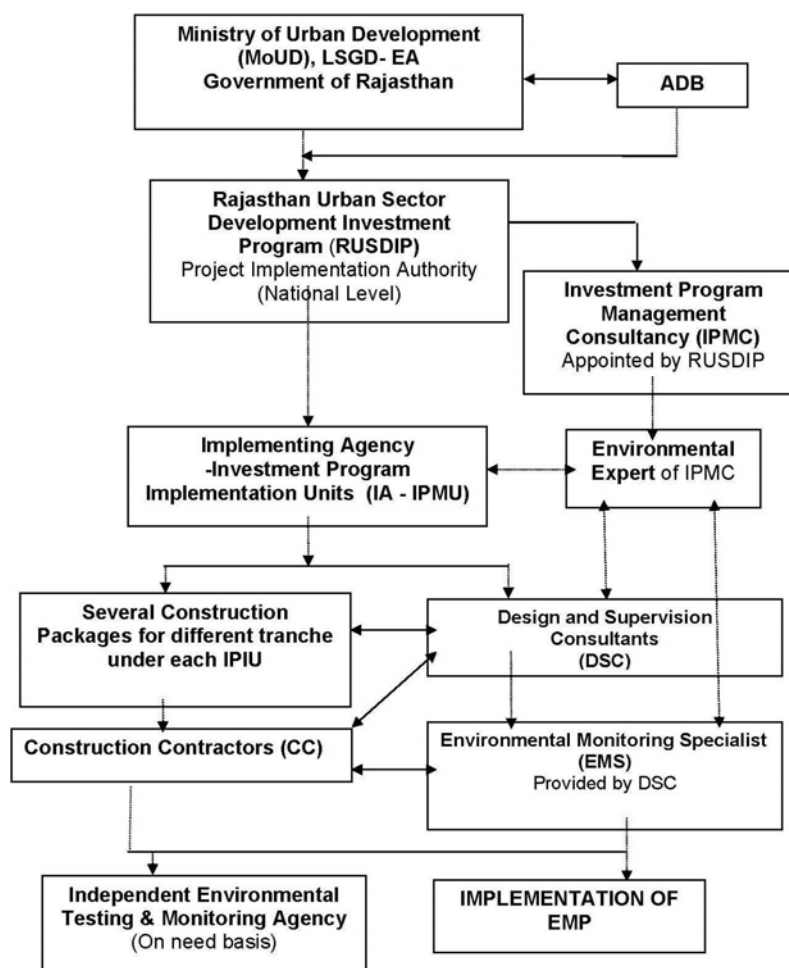 Ministry of Urban Development
(MoUD), LSGD- EA
Government of Rajasthan
ADB
Rajasthan Urban Sector
Development Investment
Program (RUSDIP)
Project Implementation Authority
(National Level)
Investment Program
Management
Consultancy (IPMC)
Appointed by RUSDIP
Implementing Agency
-Investment Program
Implementation Units (IA - IPMU)
Environmental
Expert of IPMC
Several Construction
Packages for different tranche
under each IPIU
Design and Supervision
Consultants
(DSC)
Construction Contractors (CC)
Environmental Monitoring Specialist
(EMS)
Provided by DSC
Independent Environmental
Testing & Monitoring Agency
(On need basis)
IMPLEMENTATION OF
EMP